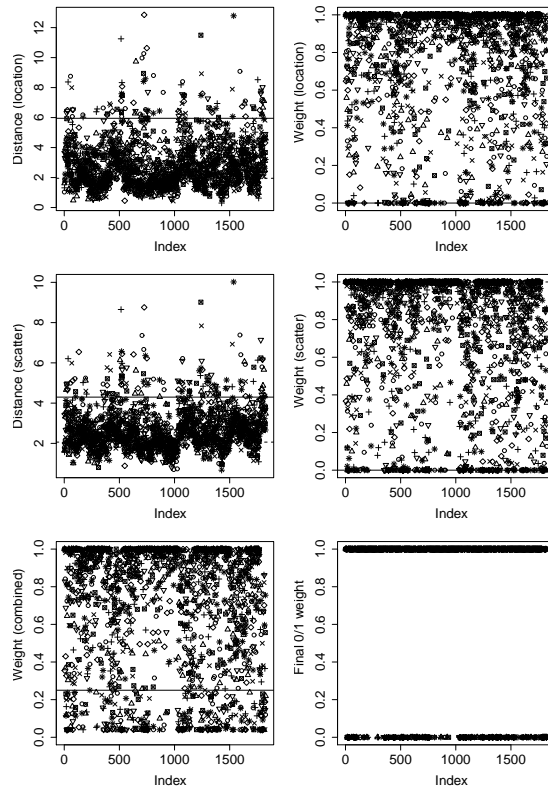 Distance (location)
2 4 6 8 10 12
0 500 1000 1500
Index
Weight (location)
0.0 0.2 0.4 0.6 0.8 1.0
0 500 1000 1500
Index
Distance (scatter)
2 4 6 8 10
0 500 1000 1500
Index
Weight (scatter)
0.0 0.2 0.4 0.6 0.8 1.0
0 500 1000 1500
Index
Weight (combined)
0.0 0.2 0.4 0.6 0.8 1.0
0 500 1000 1500
Index
Final 0/1 weight
0.0 0.2 0.4 0.6 0.8 1.0
0 500 1000 1500
Index